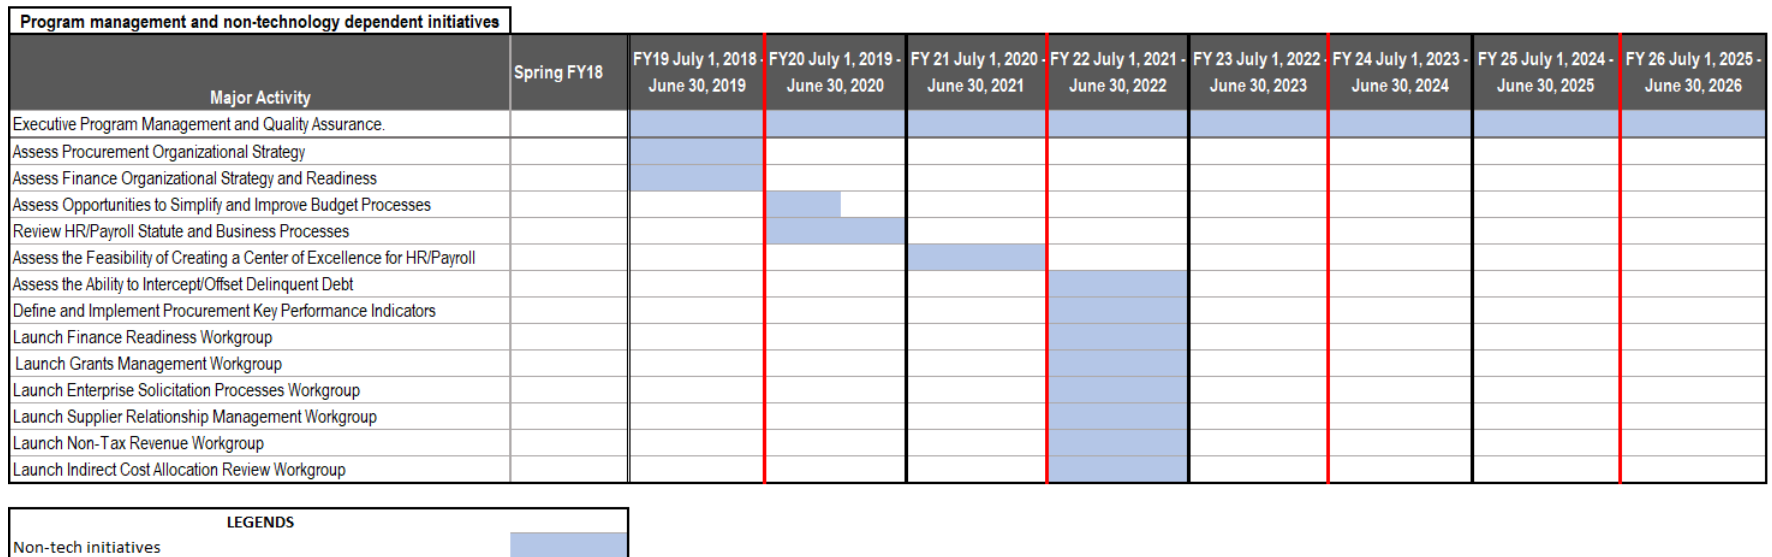 Program management and non-technology dependent initiatives
Major Activity
Spring FY18
FY19 July 1, 2018 -
June 30, 2019
FY20 July 1, 2019 -
June 30, 2020
FY 21 July 1, 2020 -
June 30, 2021
FY 22 July 1, 2021 -
June 30, 2022
FY 23 July 1, 2022 -
June 30, 2023
FY 24 July 1, 2023 -
June 30, 2024
FY 25 July 1, 2024 -
June 30, 2025
FY 26 July 1, 2025 -
June 30, 2026
Executive Program Management and Quality Assurance.
Assess Procurement Organizational Strategy
Assess Finance Organizational Strategy and Readiness
Assess Opportunities to Simplify and Improve Budget Processes
Review HR/Payroll Statute and Business Processes
Assess the Feasibility of Creating a Center of Excellence for HR/Payroll
Assess the Ability to Intercept/Offset Delinquent Debt
Define and Implement Procurement Key Performance Indicators
Launch Finance Readiness Workgroup
Launch Grants Management Workgroup
Launch Enterprise Solicitation Processes Workgroup
Launch Supplier Relationship Management Workgroup
Launch Non-Tax Revenue Workgroup
Launch Indirect Cost Allocation Review Workgroup
LEGENDS
Non-tech initiatives